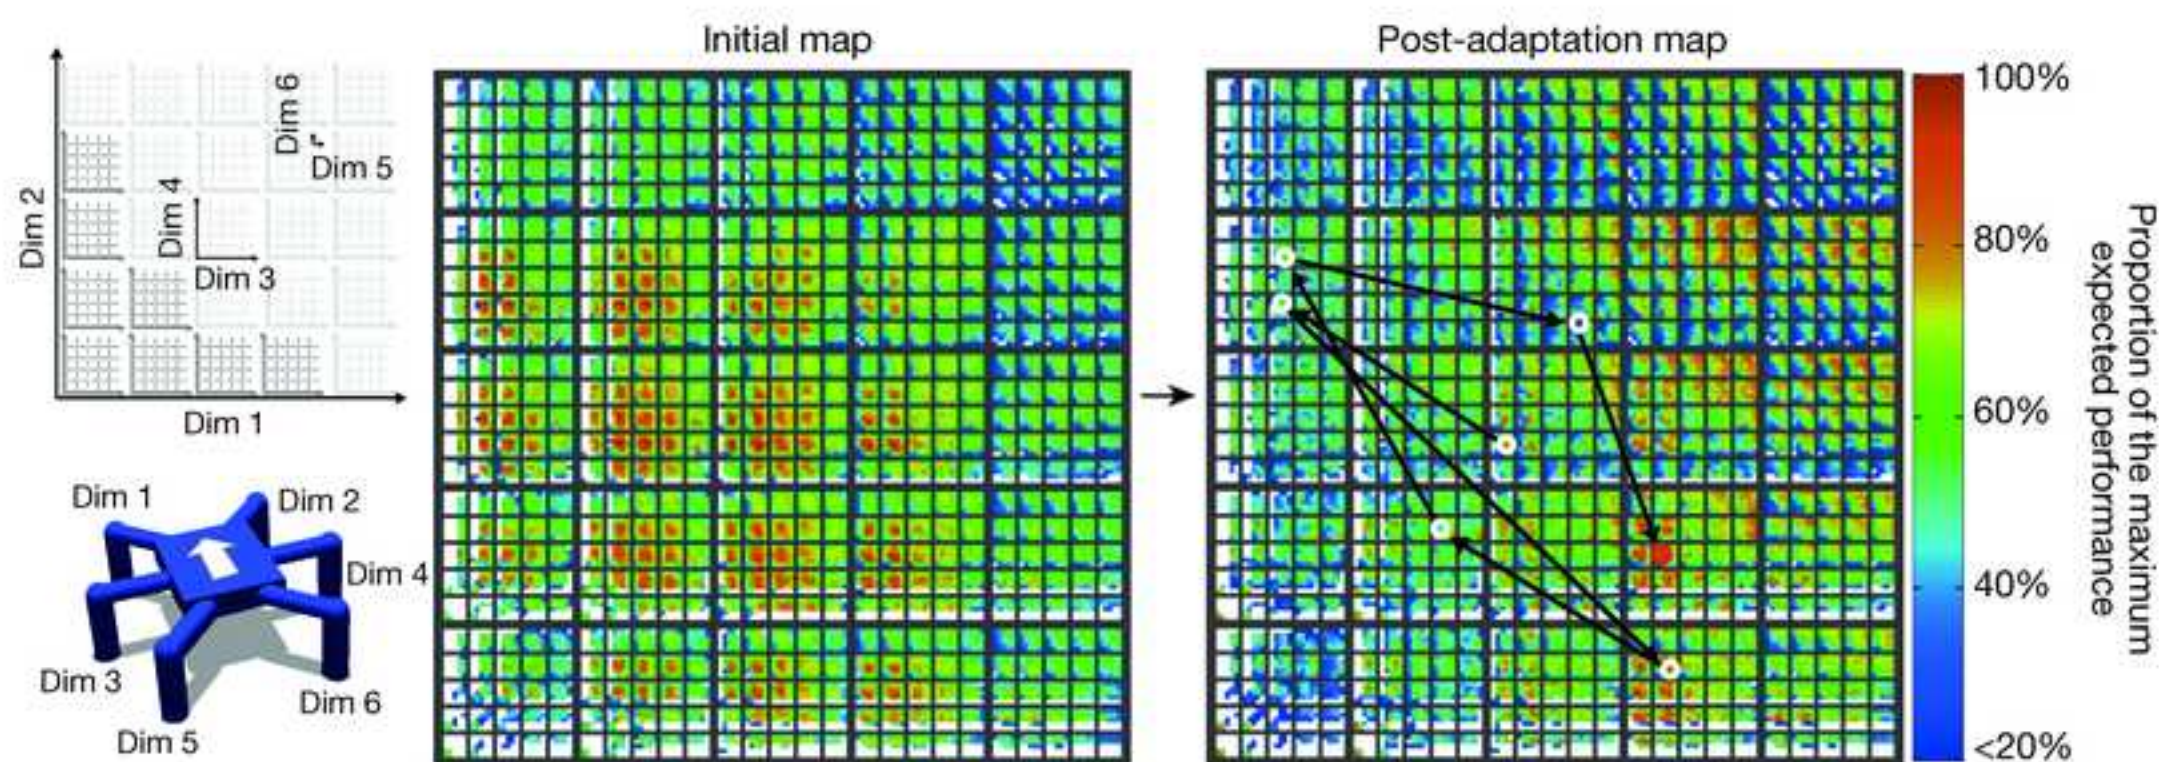 Initial map
Post-adaptation map
Dim 2
Dim 1
Dim 4
Dim 3
Dim 6
Dim 5
Dim 1
Dim 2
Dim 4
Dim 3
Dim 6
Dim 5
100%
80%
60%
40%
<20%
Proportion of the maximum
expected performance